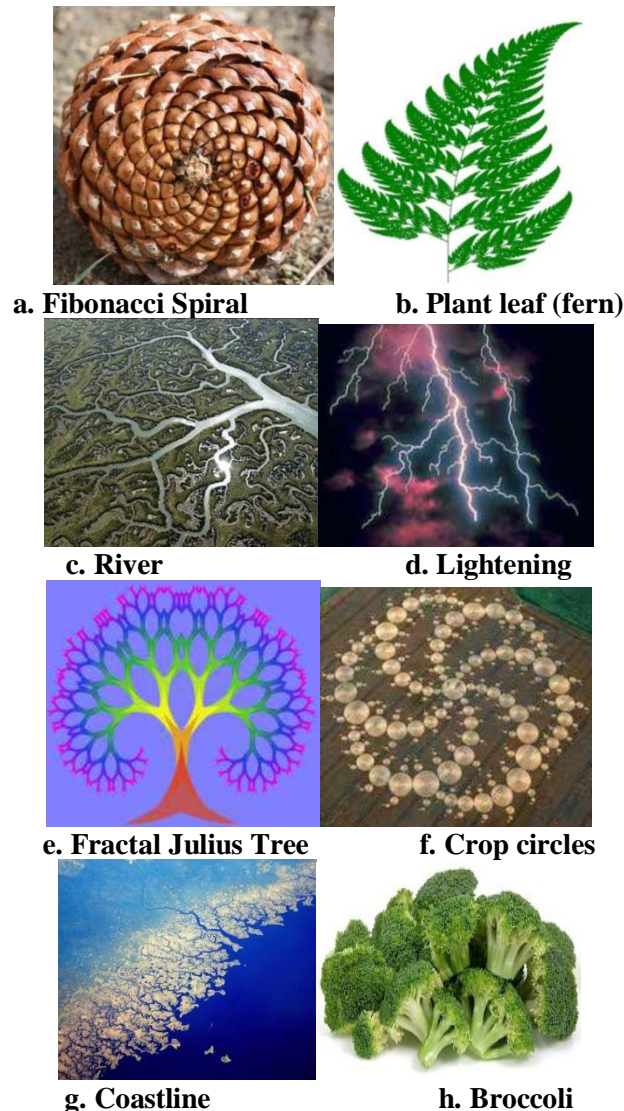 a. Fibonacci Spiral b. Plant leaf (fern)
c. River d. Lightening
e. Fractal Julius Tree f. Crop circles
g. Coastline h. Broccoli